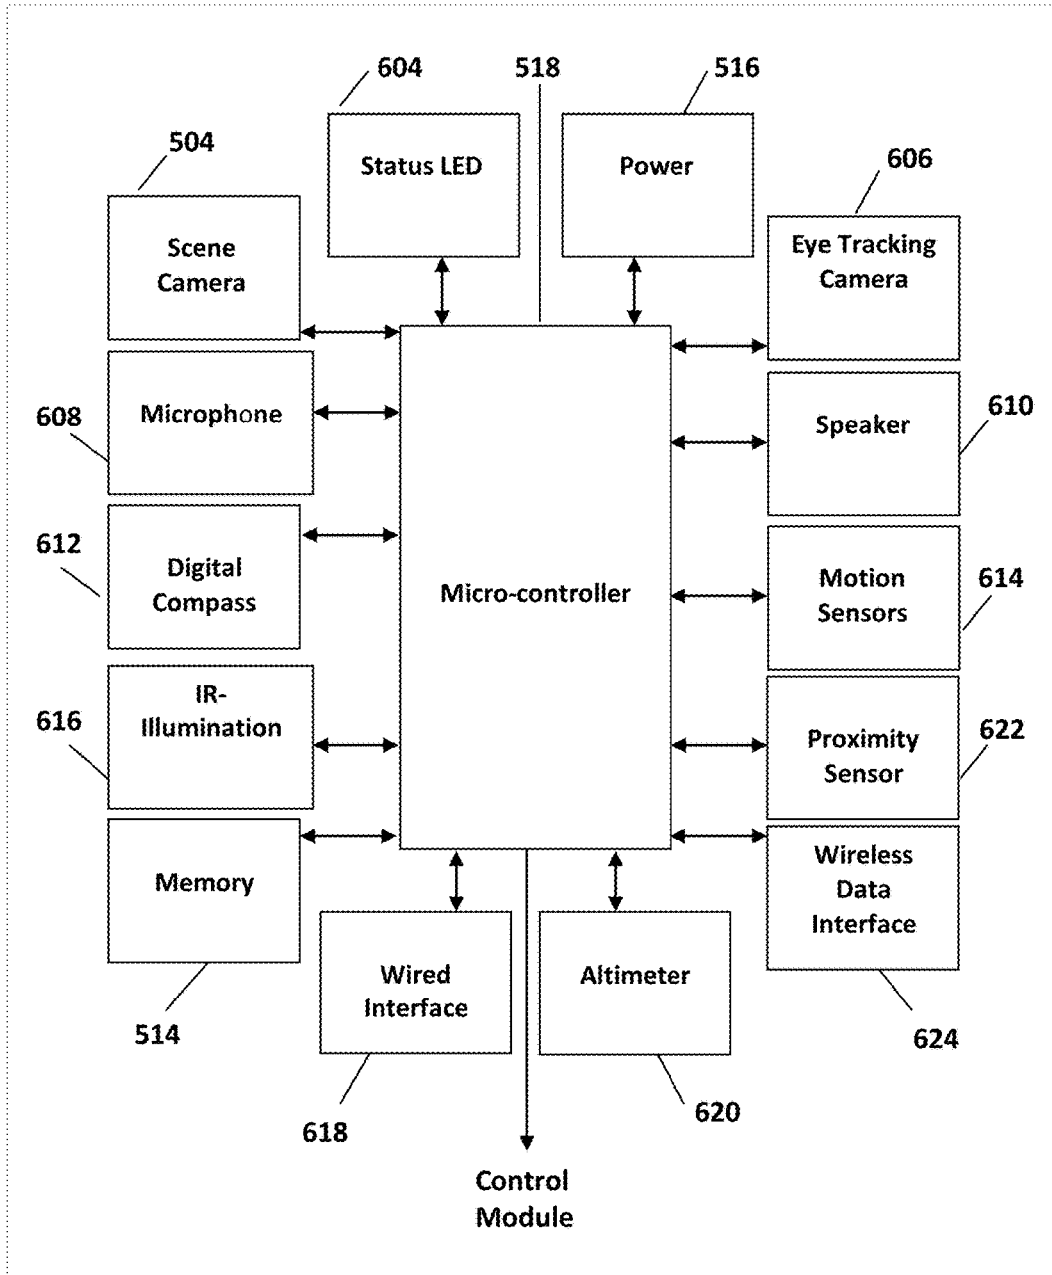 604
518
516
504
606
Status LED
Power
Scene
Camera
Eye Tracking
Camera
608
Microphone
Speaker
610
612
Digital
Compass
Micro-controller
Motion
Sensors
614
616
IR-
Illumination
Proximity
Sensor
622
Memory
Wireless
Data
Interface
Wired
Interface
Altimeter
514
624
618
620
Control
Module